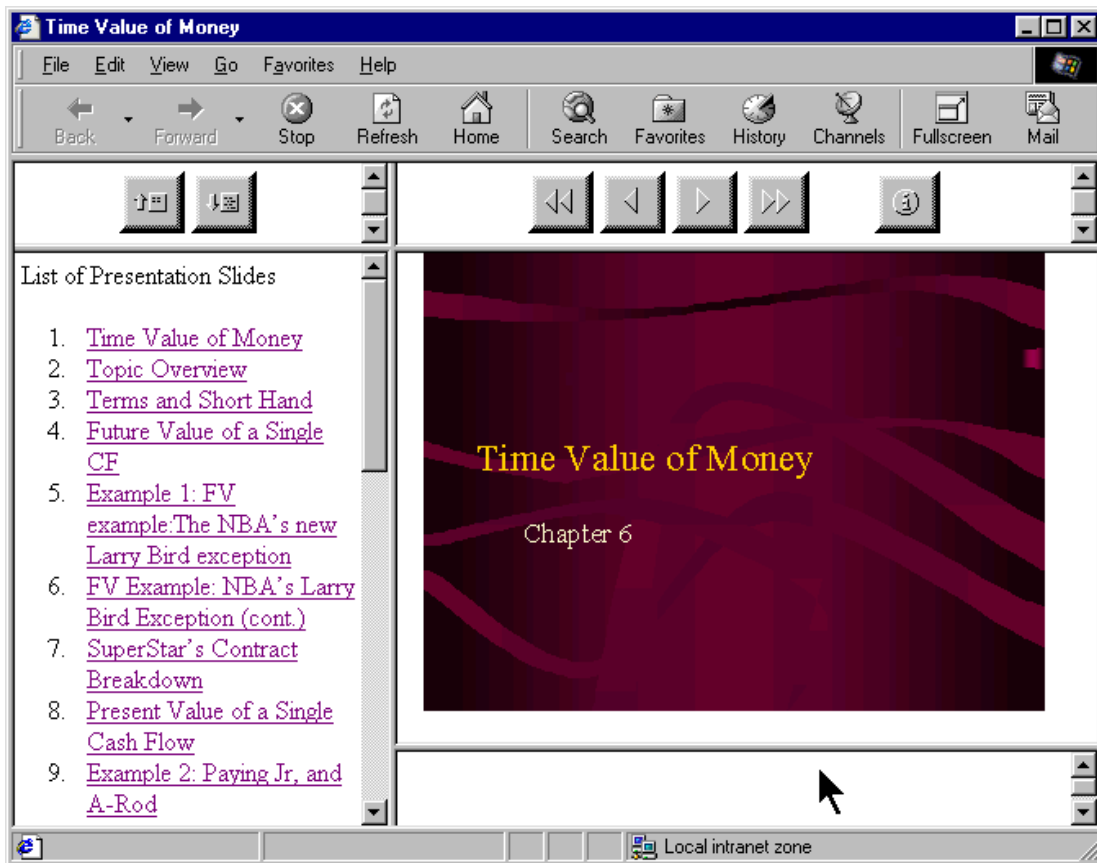 Time Value of Money
File Edit View Go Favorites Help
Back Forward Stop Refresh Home Search Favorites History Channels Fullscreen Mail
List of Presentation Slides
1. Time Value of Money
2. Topic Overview
3. Terms and Short Hand
4. Future Value of a Single
CF
5. Example 1: FV
example:The NBA's new
Larry Bird exception
6. FV Example: NBA's Larry
Bird Exception (cont.)
7. SuperStar's Contract
Breakdown
8. Present Value of a Single
Cash Flow
9. Example 2: Paying Jr, and
A-Rod
Time Value of Money
Chapter 6
Local intranet zone